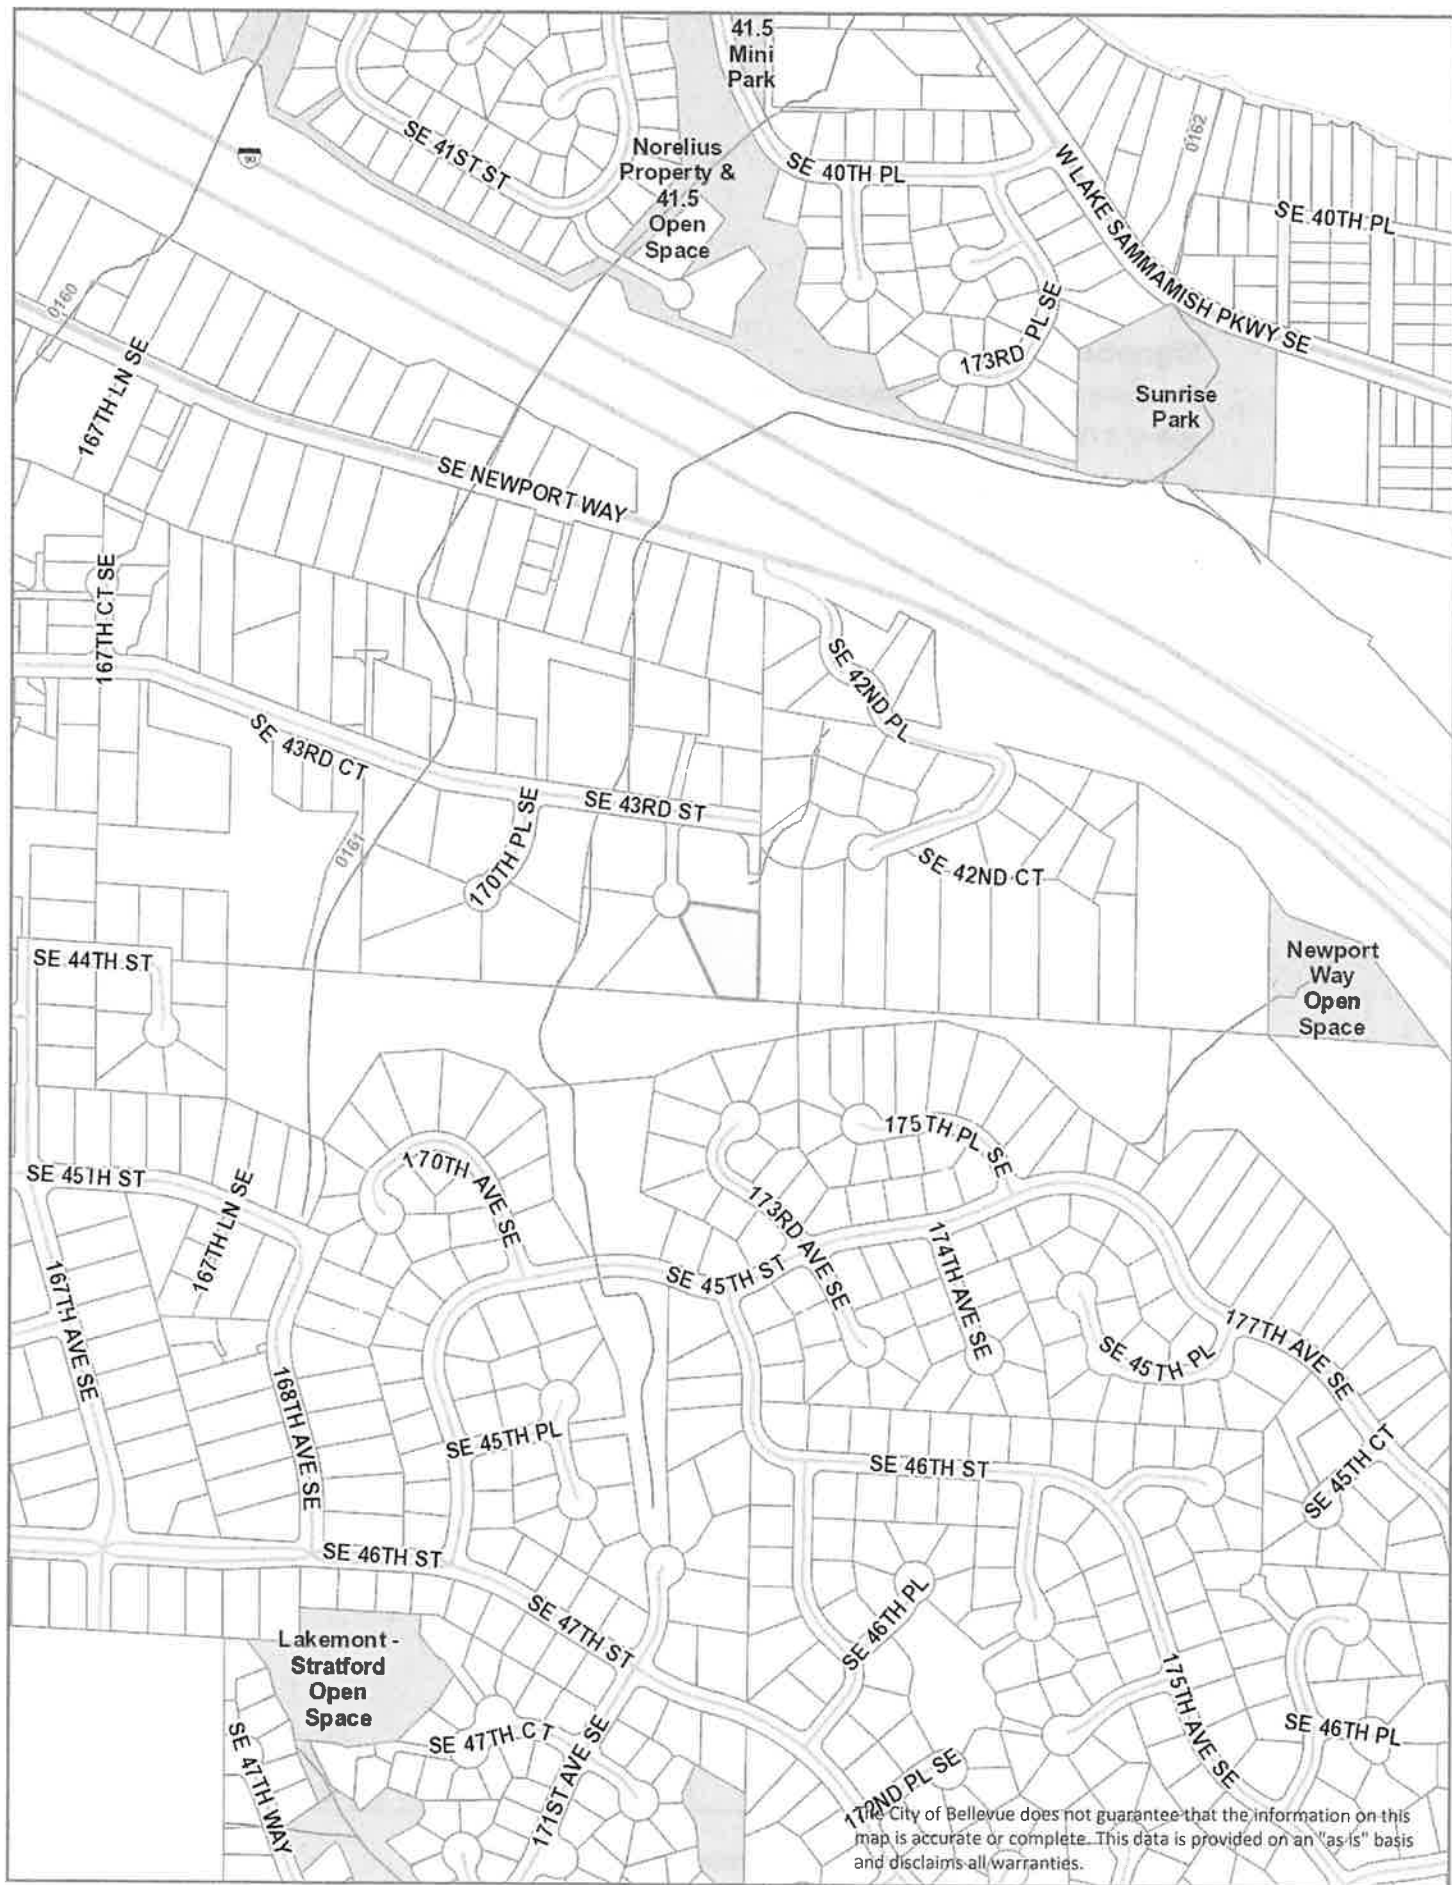 41.5
Mini
Park
90
SE 41ST ST
Norelius
Property &
41.5
Open
Space
SE 40TH PL
W LAKE SAMMAMISH PKWY SE
0162
SE 40TH PL
173RD PL SE
Sunrise
Park
0160
167TH LN SE
SE NEWPORT WAY
167TH CT SE
SE 42ND PL
SE 43RD CT
SE 43RD ST
170TH PL SE
0161
SE 42ND CT
Newport
Way
Open
Space
SE 44TH ST
175TH PL SE
SE 45TH ST
167TH LN SE
170TH AVE SE
173RD AVE SE
174TH AVE SE
SE 45TH ST
167TH AVE SE
177TH AVE SE
SE 45TH PL
168TH AVE SE
SE 45TH PL
SE 46TH ST
SE 45TH CT
SE 46TH ST
SE 47TH ST
SE 46TH PL
Lakemont -
Stratford
Open
Space
175TH AVE SE
SE 46TH PL
SE 47TH CT
SE 47TH WAY
171ST AVE SE
172ND PL SE
The City of Bellevue does not guarantee that the information on this
map is accurate or complete. This data is provided on an "as is" basis
and disclaims all warranties.